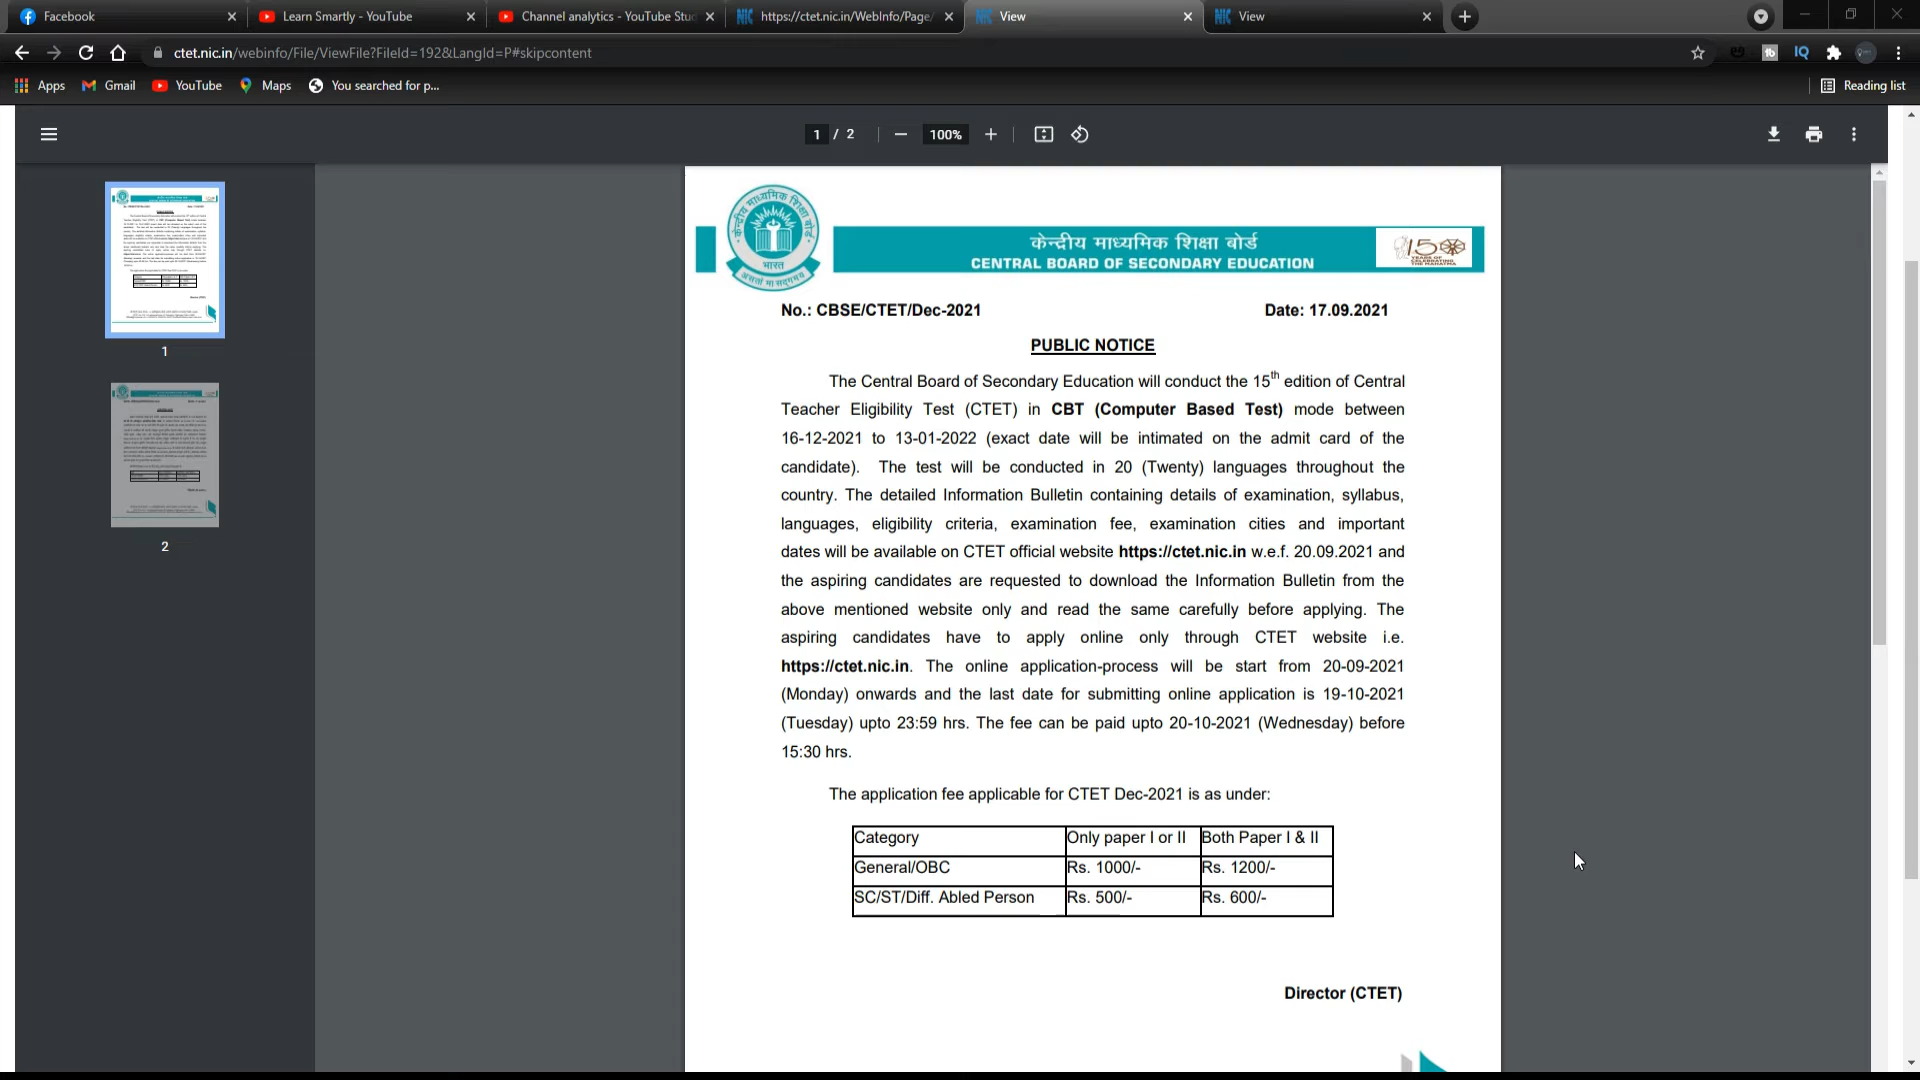 Facebook
Learn Smartly - YouTube
Channel analytics - YouTube Stud
https://ctet.nic.in/WebInfo/Page/
View
View
ctet.nic.in/webinfo/File/ViewFile?FileId=192&LangId=P#skipcontent
Apps
Gmail
YouTube
Maps
You searched for p...
Reading list
1 / 2
100%
1
2
केन्द्रीय माध्यमिक शिक्षा बोर्ड
भारत
असतो मा सद्गमय
केन्द्रीय माध्यमिक शिक्षा बोर्ड
CENTRAL BOARD OF SECONDARY EDUCATION
150
YEARS OF
CELEBRATING
THE MAHATMA
No.: CBSE/CTET/Dec-2021 Date: 17.09.2021
PUBLIC NOTICE
The Central Board of Secondary Education will conduct the 15th edition of Central
Teacher Eligibility Test (CTET) in CBT (Computer Based Test) mode between
16-12-2021 to 13-01-2022 (exact date will be intimated on the admit card of the
candidate). The test will be conducted in 20 (Twenty) languages throughout the
country. The detailed Information Bulletin containing details of examination, syllabus,
languages, eligibility criteria, examination fee, examination cities and important
dates will be available on CTET official website https://ctet.nic.in w.e.f. 20.09.2021 and
the aspiring candidates are requested to download the Information Bulletin from the
above mentioned website only and read the same carefully before applying. The
aspiring candidates have to apply online only through CTET website i.e.
https://ctet.nic.in. The online application-process will be start from 20-09-2021
(Monday) onwards and the last date for submitting online application is 19-10-2021
(Tuesday) upto 23:59 hrs. The fee can be paid upto 20-10-2021 (Wednesday) before
15:30 hrs.
The application fee applicable for CTET Dec-2021 is as under:
Category Only paper I or II Both Paper I & II
General/OBC Rs. 1000/- Rs. 1200/-
SC/ST/Diff. Abled Person Rs. 500/- Rs. 600/-
Director (CTET)